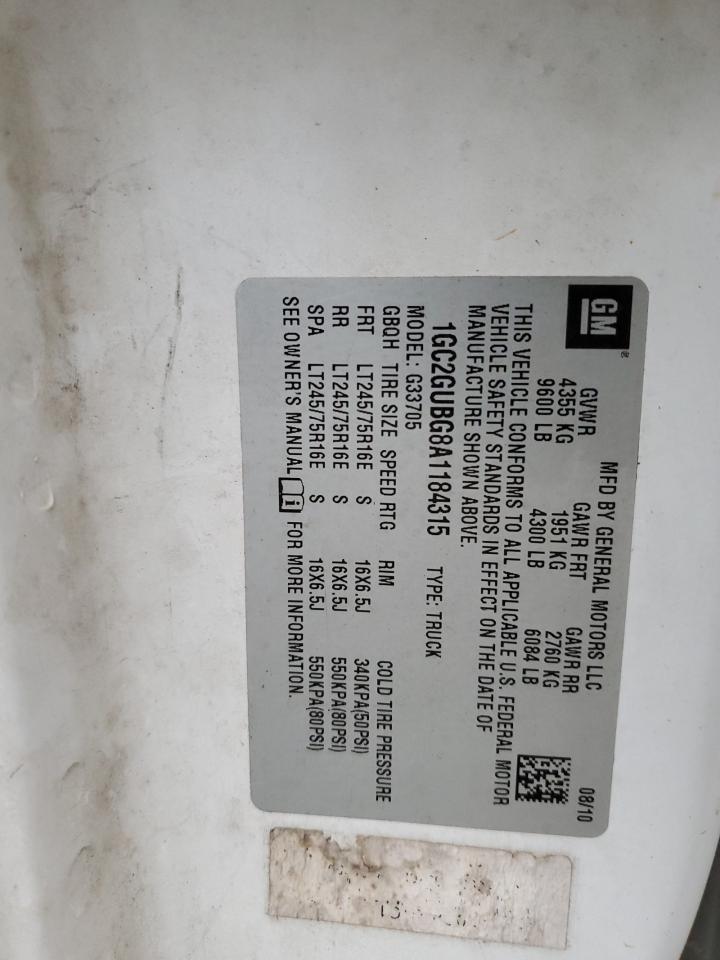 GM ®
MFD BY GENERAL MOTORS LLC 08/10
GVWR GAWR FRT GAWR RR
4355 KG 1951 KG 2760 KG
9600 LB 4300 LB 6084 LB
THIS VEHICLE CONFORMS TO ALL APPLICABLE U.S. FEDERAL MOTOR
VEHICLE SAFETY STANDARDS IN EFFECT ON THE DATE OF
MANUFACTURE SHOWN ABOVE.
1GC2GUBG8A1184315 TYPE: TRUCK
MODEL: G33705
GBQH TIRE SIZE SPEED RTG RIM COLD TIRE PRESSURE
FRT LT245/75R16E S 16X6.5J 340KPA(50PSI)
RR LT245/75R16E S 16X6.5J 550KPA(80PSI)
SPA LT245/75R16E S 16X6.5J 550KPA(80PSI)
SEE OWNER'S MANUAL i FOR MORE INFORMATION.